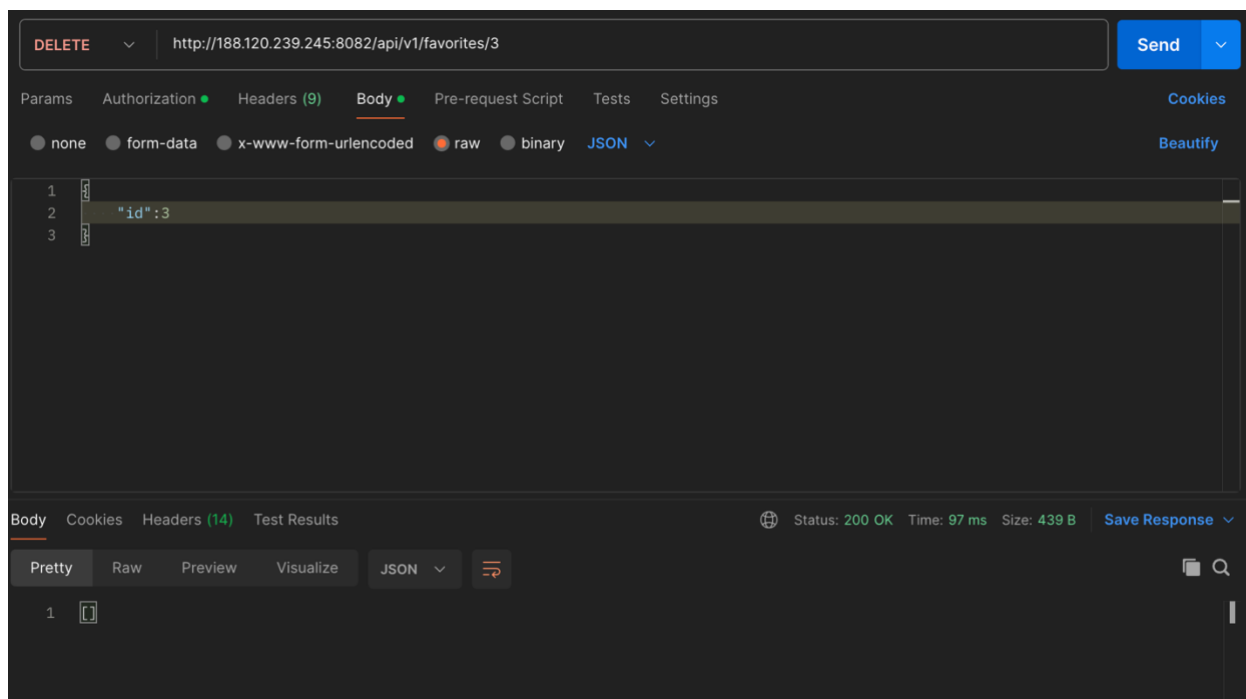 DELETE http://188.120.239.245:8082/api/v1/favorites/3 Send
Params Authorization Headers (9) Body Pre-request Script Tests Settings Cookies
none form-data x-www-form-urlencoded raw binary JSON Beautify
1 {
2 "id":3
3 }
Body Cookies Headers (14) Test Results Status: 200 OK Time: 97 ms Size: 439 B Save Response
Pretty Raw Preview Visualize JSON
1 []